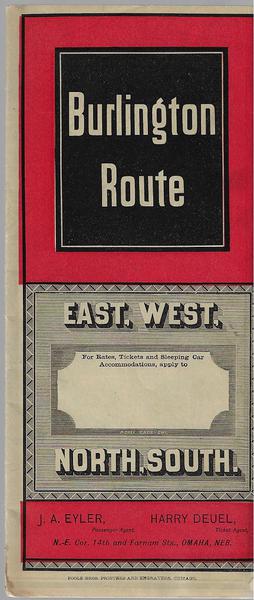 Burlington
Route
EAST. WEST.
For Rates, Tickets and Sleeping Car
Accommodations, apply to
NORTH. SOUTH.
J. A. EYLER, HARRY DEUEL,
Passenger Agent. Ticket Agent,
N.-E. Cor. 14th and Farnam Sts., OMAHA, NEB.
POOLE BROS. PRINTERS AND ENGRAVERS, CHICAGO.